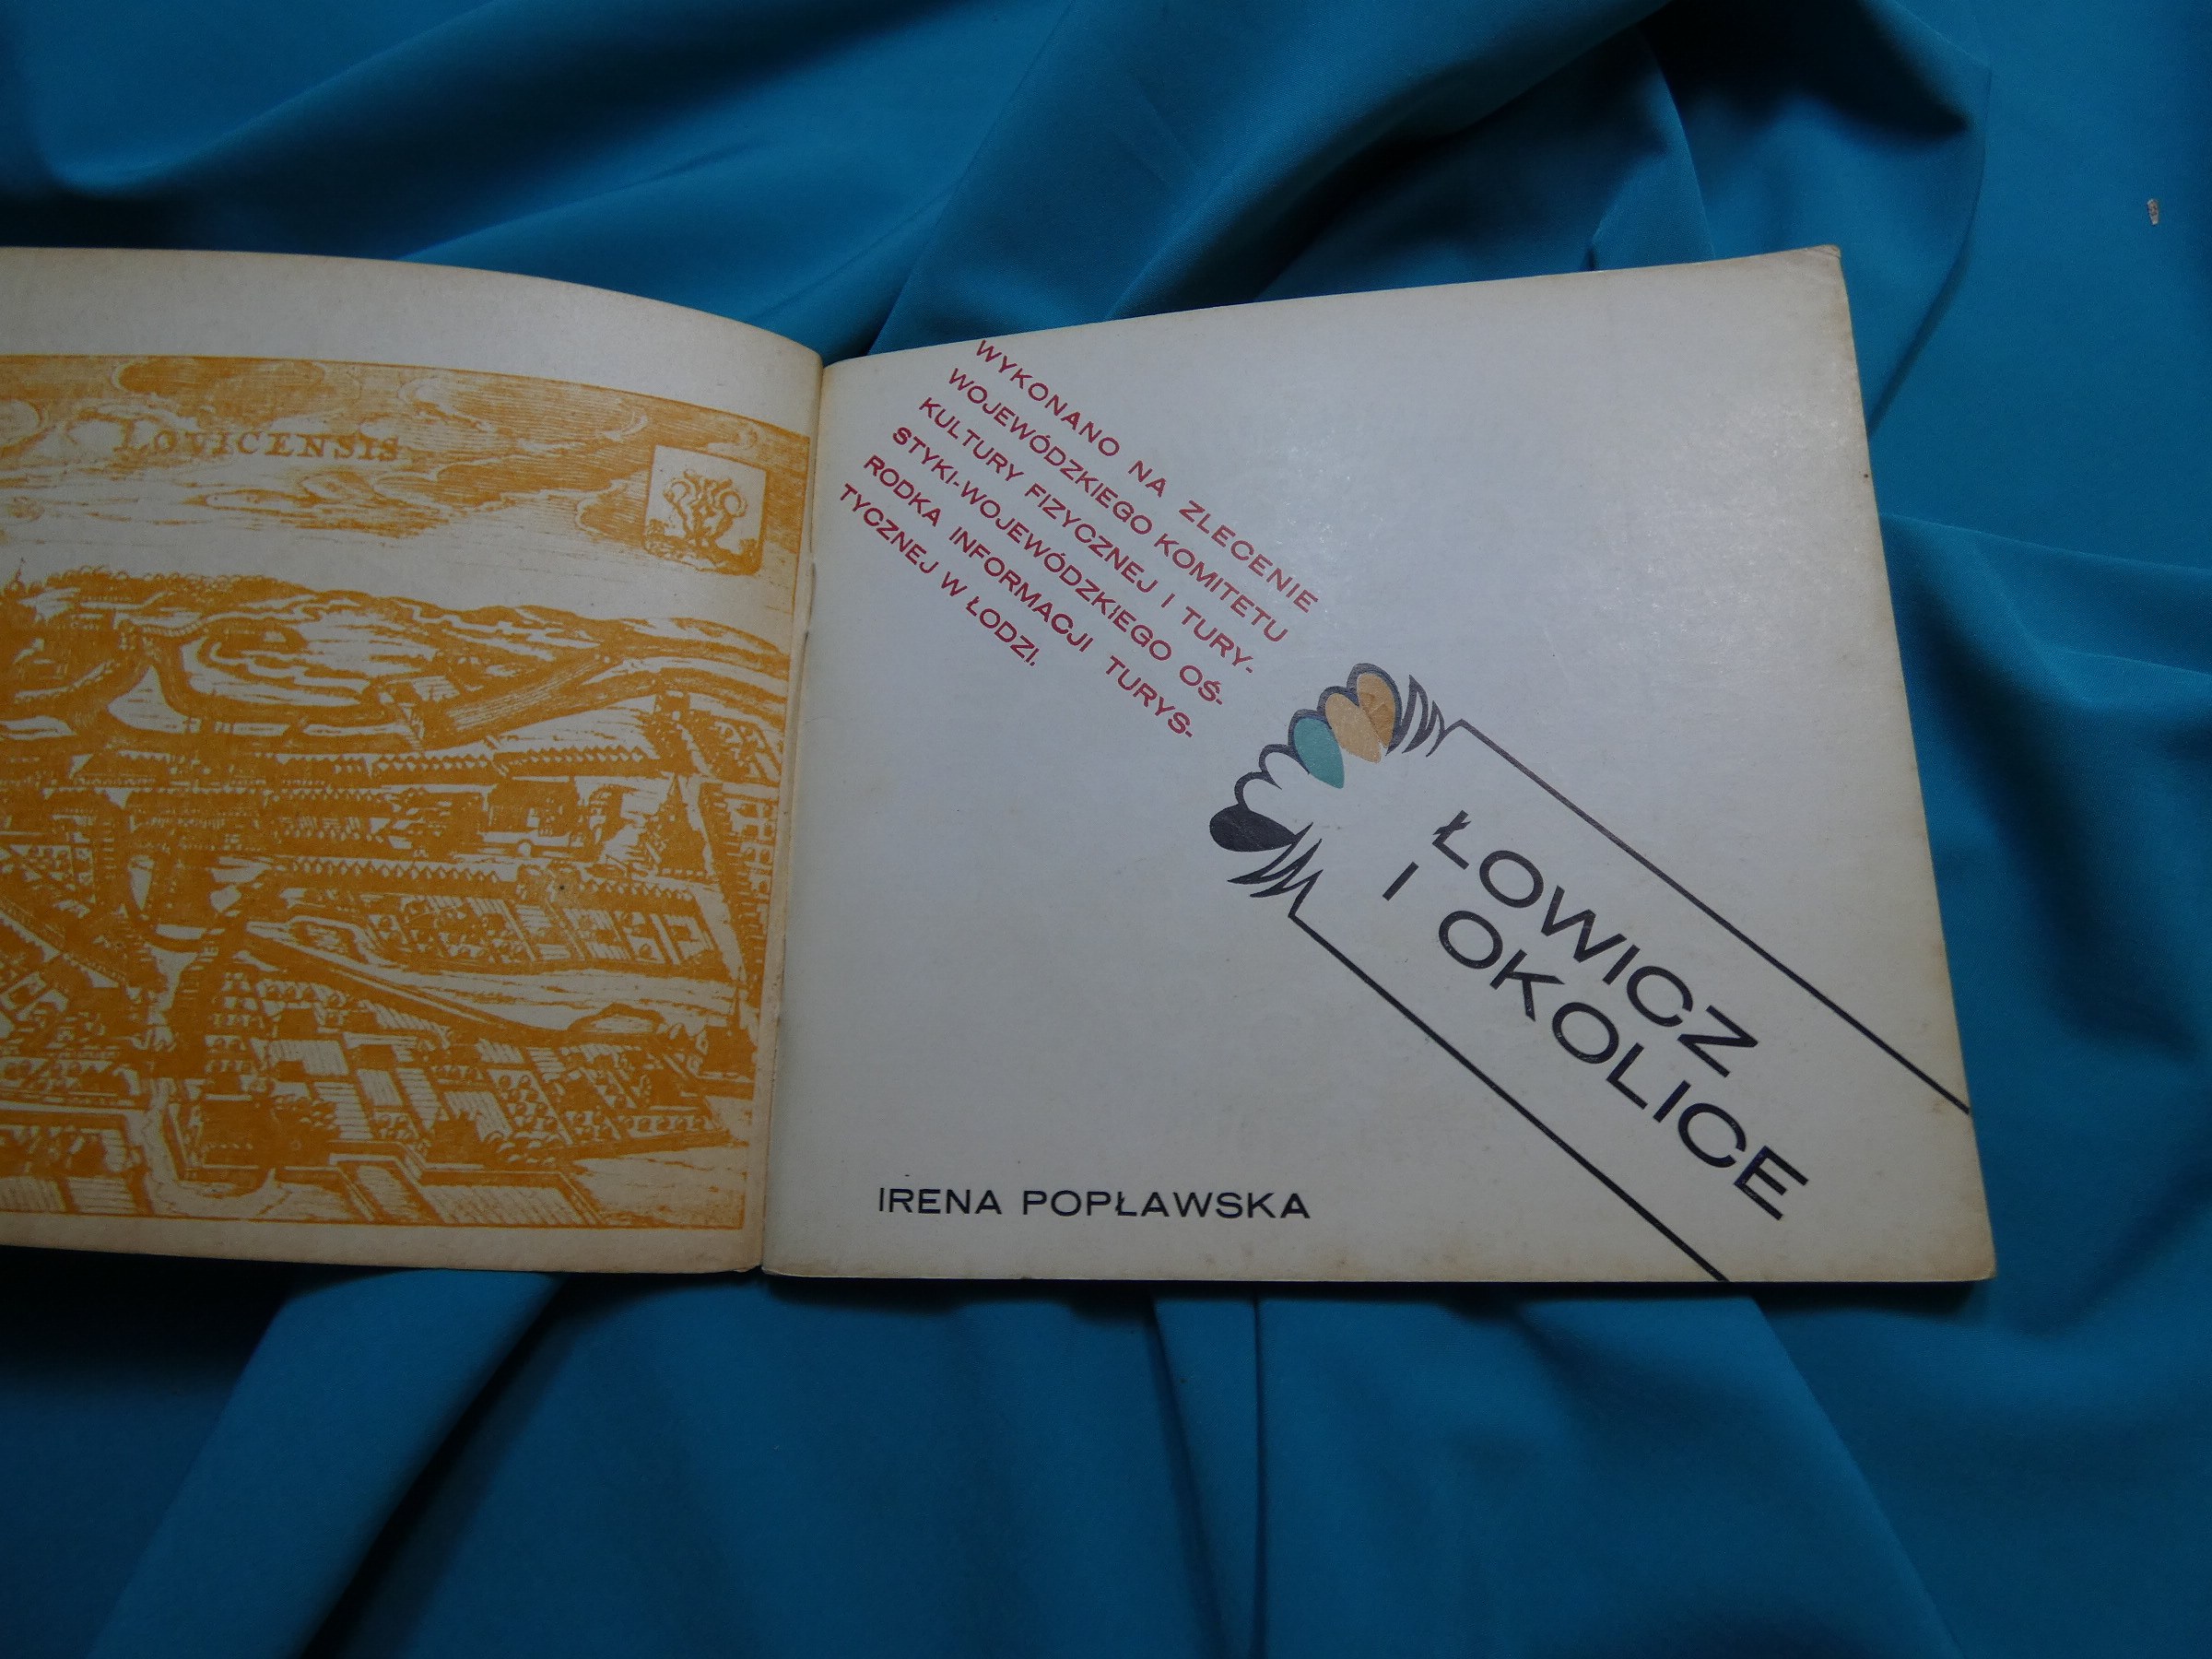 LOVICENSIS
WYKONANO NA ZLECENIE
WOJEWÓDZKIEGO KOMITETU
KULTURY FIZYCZNEJ I TURY-
STYKI-WOJEWÓDZKIEGO OŚ-
RODKA INFORMACJI TURYS-
TYCZNEJ W ŁODZI.
ŁOWICZ
I OKOLICE
IRENA POPŁAWSKA